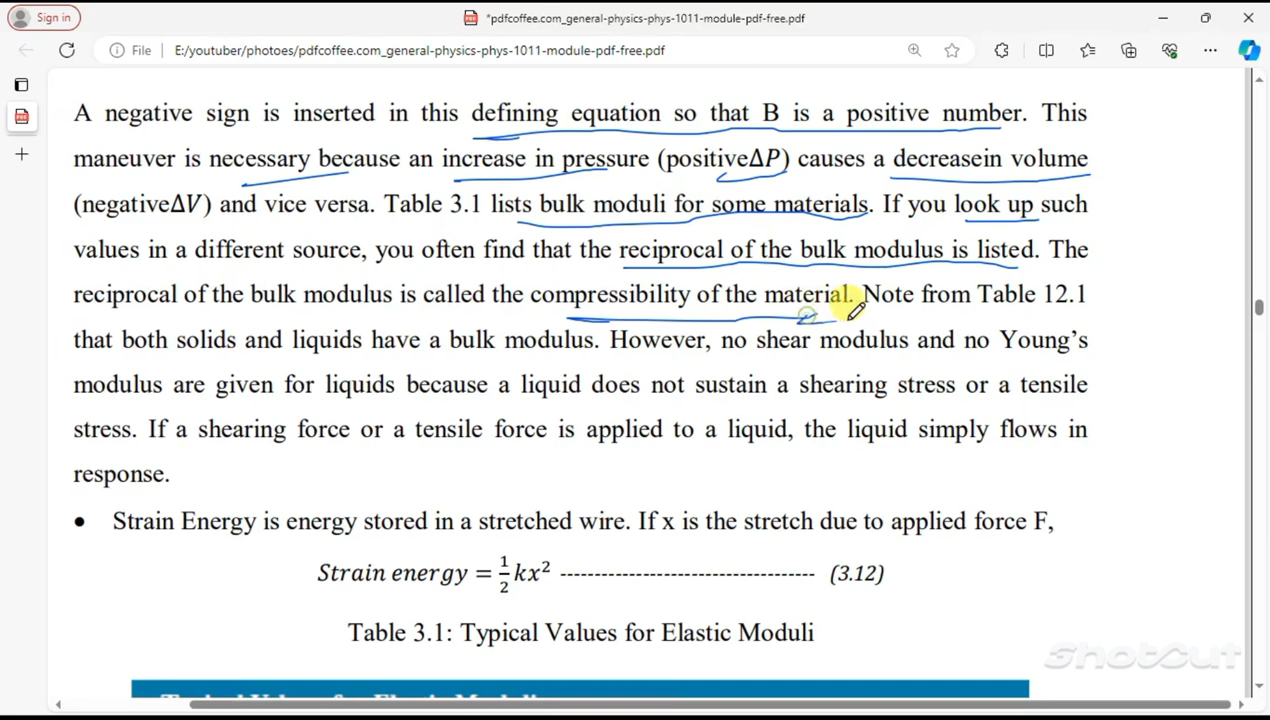 Sign in
*pdfcoffee.com_general-physics-phys-1011-module-pdf-free.pdf
File
E:/youtuber/photoes/pdfcoffee.com_general-physics-phys-1011-module-pdf-free.pdf
A negative sign is inserted in this defining equation so that B is a positive number. This
maneuver is necessary because an increase in pressure (positiveΔP) causes a decreasein volume
(negativeΔV) and vice versa. Table 3.1 lists bulk moduli for some materials. If you look up such
values in a different source, you often find that the reciprocal of the bulk modulus is listed. The
reciprocal of the bulk modulus is called the compressibility of the material. Note from Table 12.1
that both solids and liquids have a bulk modulus. However, no shear modulus and no Young's
modulus are given for liquids because a liquid does not sustain a shearing stress or a tensile
stress. If a shearing force or a tensile force is applied to a liquid, the liquid simply flows in
response.
• Strain Energy is energy stored in a stretched wire. If x is the stretch due to applied force F,
Strain energy = 1/2 kx² ----------------------------------- (3.12)
Table 3.1: Typical Values for Elastic Moduli
Shotcut
Typical Values for Elastic Moduli